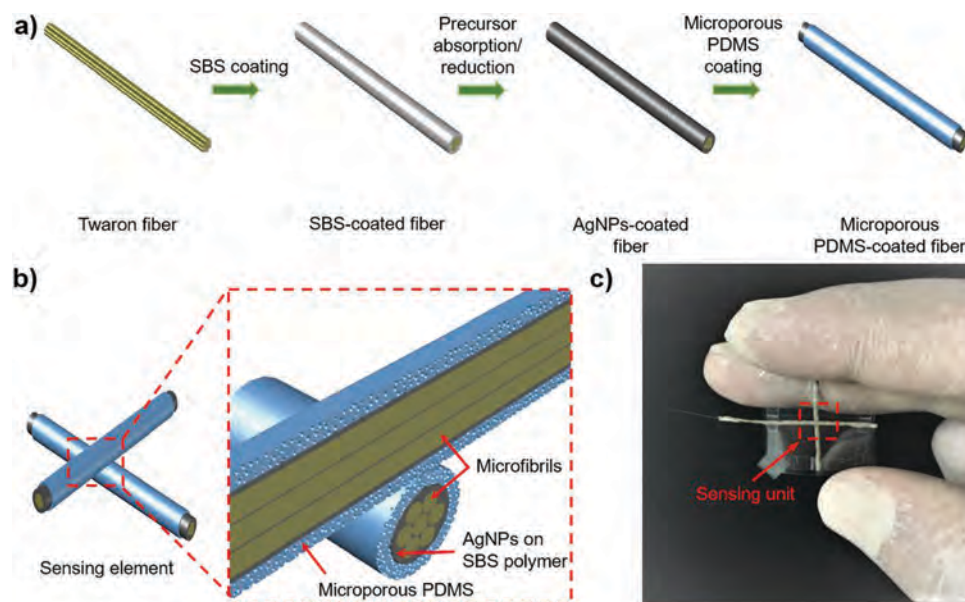 a)
SBS coating
Precursor
absorption/
reduction
Microporous
PDMS
coating
Twaron fiber
SBS-coated fiber
AgNPs-coated
fiber
Microporous
PDMS-coated fiber
b)
Microfibrils
AgNPs on
SBS polymer
Microporous PDMS
Sensing element
c)
Sensing unit